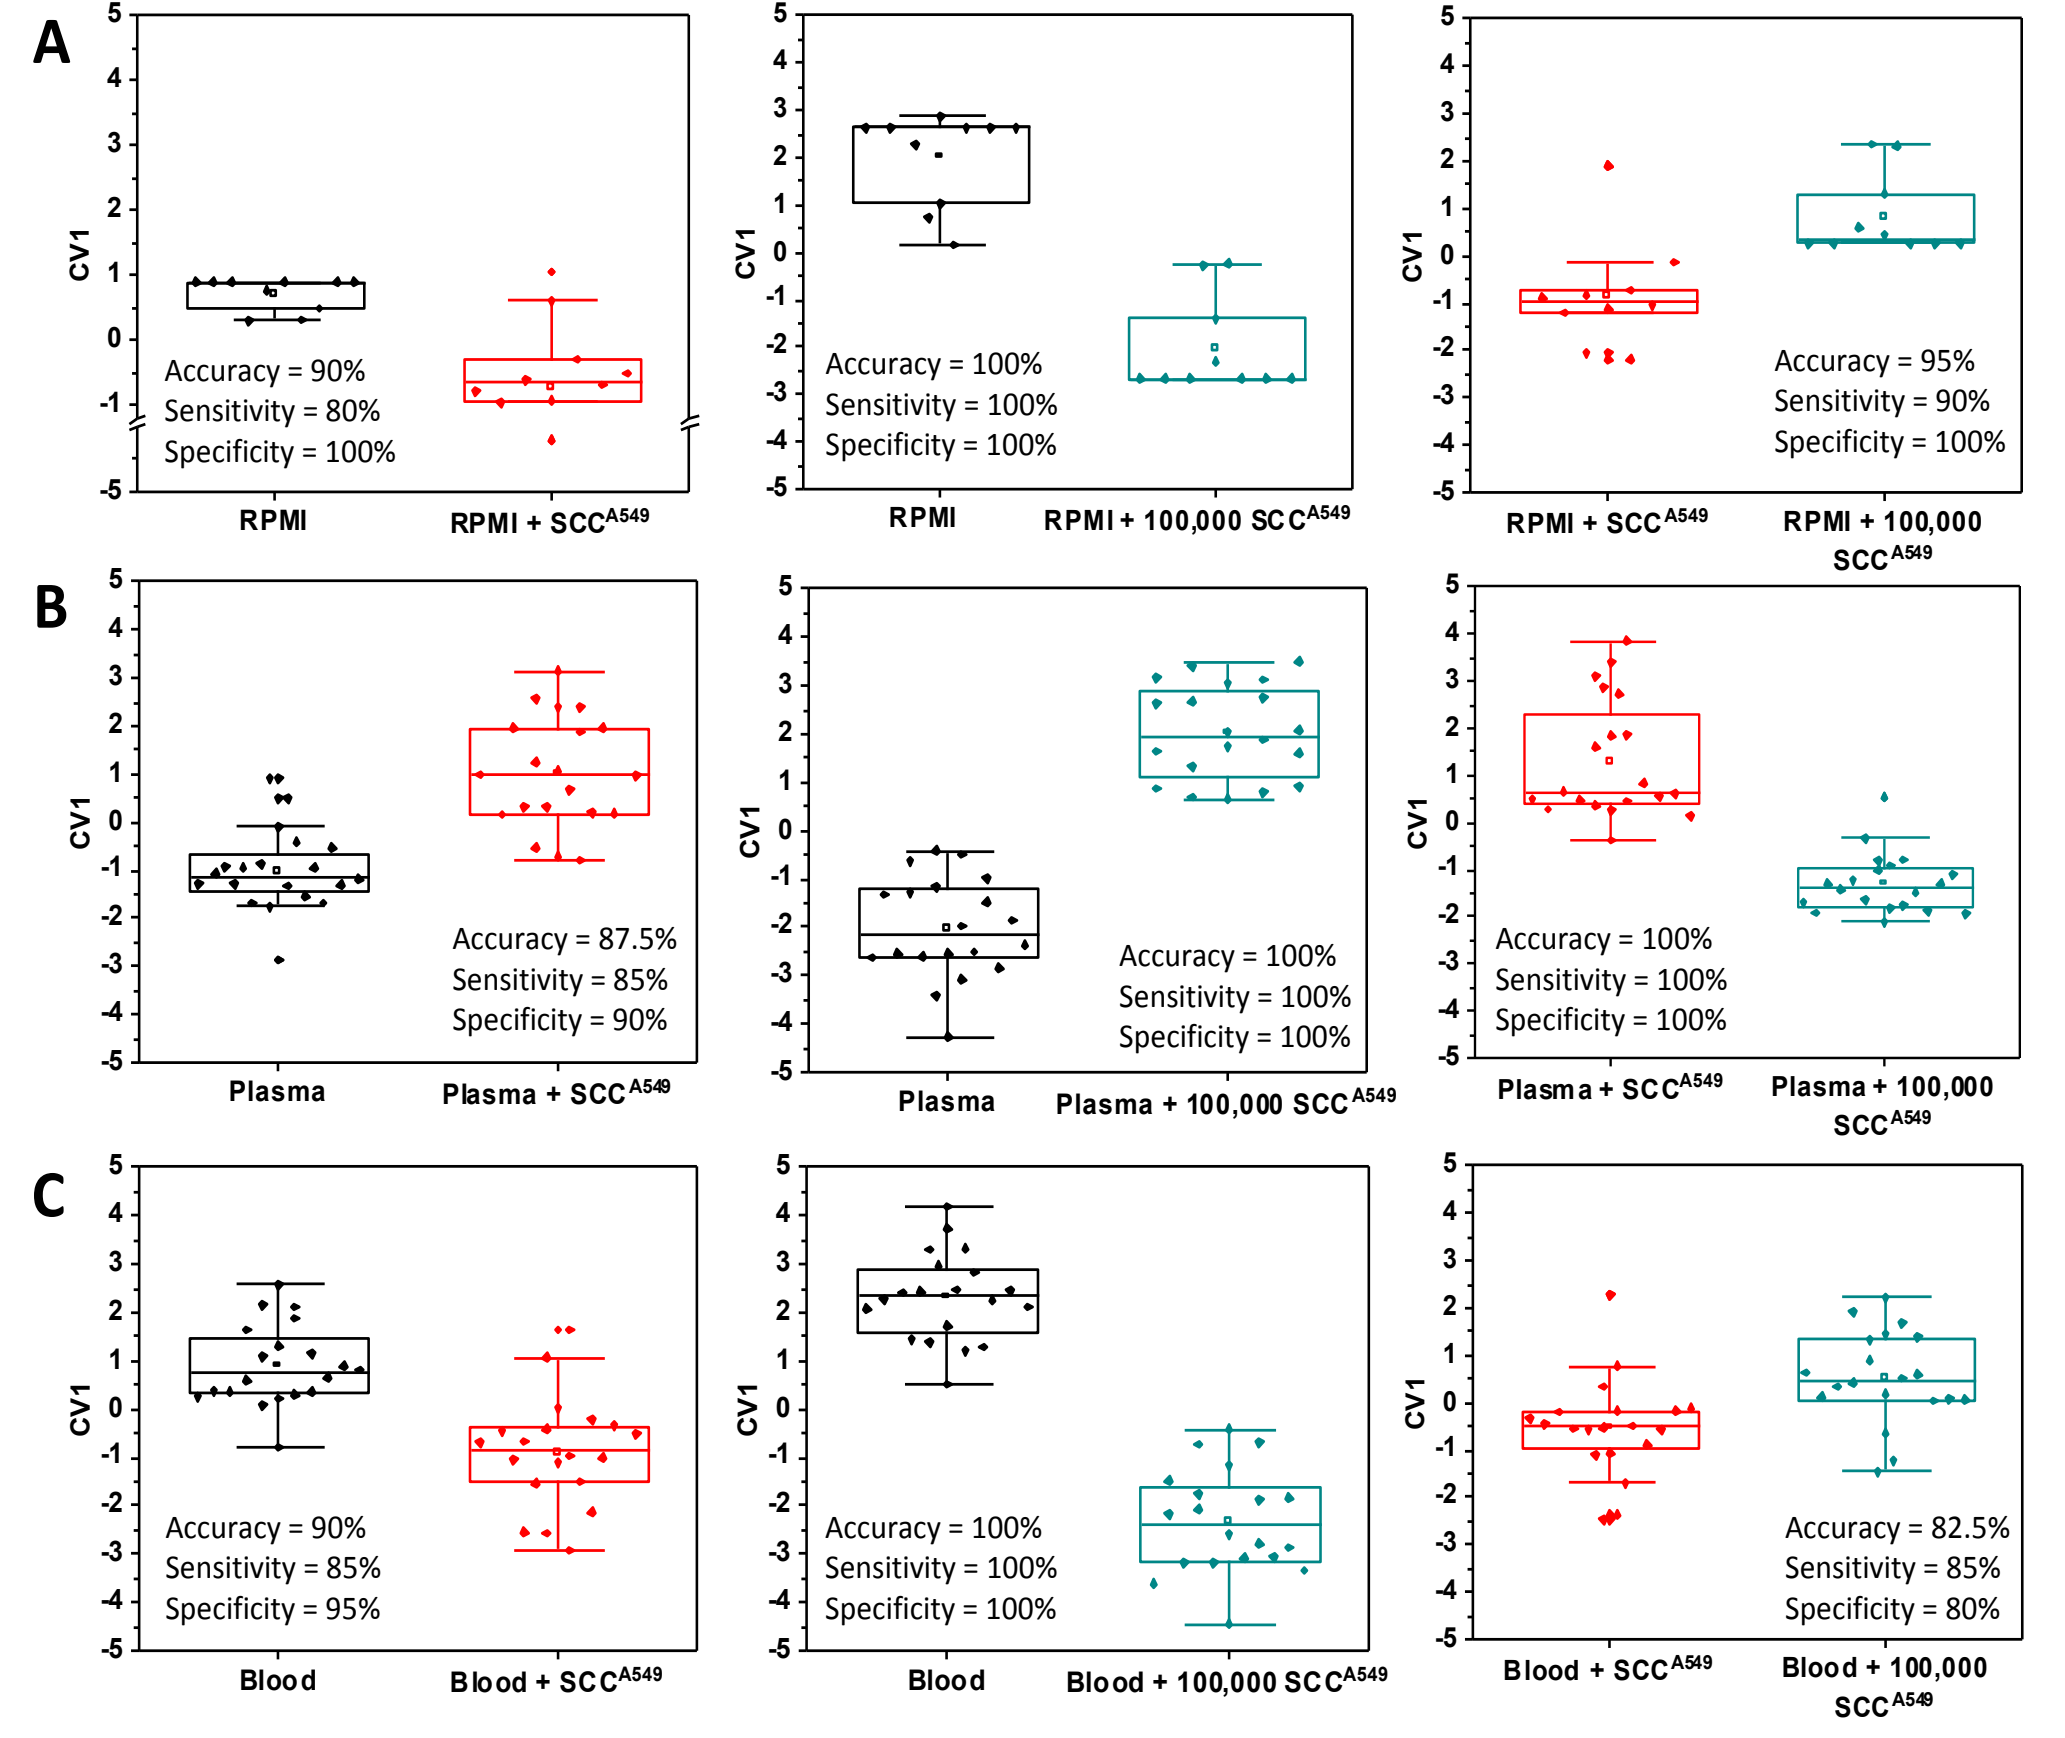 A
5
4
3
2
1
0
-1
-5
CV1
Accuracy = 90%
Sensitivity = 80%
Specificity = 100%
RPMI
RPMI + SCC^A549
5
4
3
2
1
0
-1
-2
-3
-4
-5
CV1
Accuracy = 100%
Sensitivity = 100%
Specificity = 100%
RPMI
RPMI + 100,000 SCC^A549
5
4
3
2
1
0
-1
-2
-3
-4
-5
CV1
Accuracy = 95%
Sensitivity = 90%
Specificity = 100%
RPMI + SCC^A549
RPMI + 100,000
SCC^A549
B
5
4
3
2
1
0
-1
-2
-3
-4
-5
CV1
Accuracy = 87.5%
Sensitivity = 85%
Specificity = 90%
Plasma
Plasma + SCC^A549
5
4
3
2
1
0
-1
-2
-3
-4
-5
CV1
Accuracy = 100%
Sensitivity = 100%
Specificity = 100%
Plasma
Plasma + 100,000 SCC^A549
5
4
3
2
1
0
-1
-2
-3
-4
-5
CV1
Accuracy = 100%
Sensitivity = 100%
Specificity = 100%
Plasma + SCC^A549
Plasma + 100,000
SCC^A549
C
5
4
3
2
1
0
-1
-2
-3
-4
-5
CV1
Accuracy = 90%
Sensitivity = 85%
Specificity = 95%
Blood
Blood + SCC^A549
5
4
3
2
1
0
-1
-2
-3
-4
-5
CV1
Accuracy = 100%
Sensitivity = 100%
Specificity = 100%
Blood
Blood + 100,000 SCC^A549
5
4
3
2
1
0
-1
-2
-3
-4
-5
CV1
Accuracy = 82.5%
Sensitivity = 85%
Specificity = 80%
Blood + SCC^A549
Blood + 100,000
SCC^A549